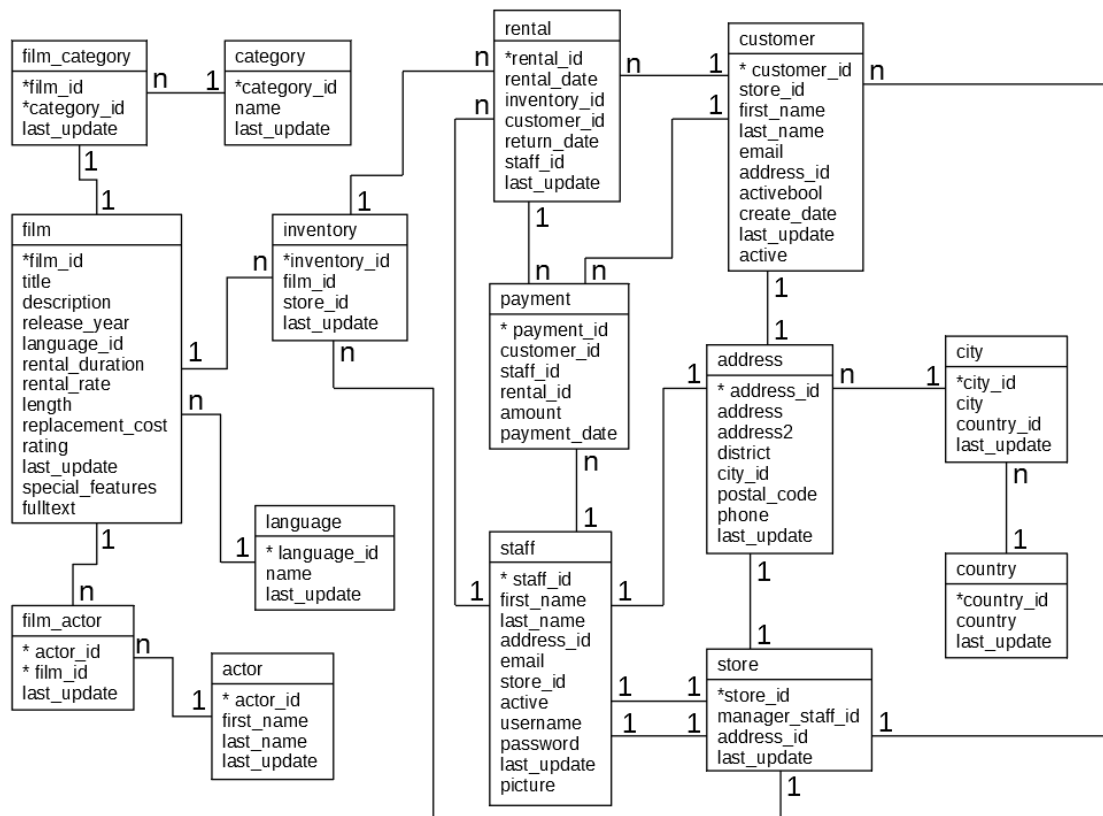 film_category
*film_id
*category_id
last_update
n
1
category
*category_id
name
last_update
1
1
film
*film_id
title
description
release_year
language_id
rental_duration
rental_rate
length
replacement_cost
rating
last_update
special_features
fulltext
1
n
n
1
1
n
film_actor
* actor_id
* film_id
last_update
n
1
actor
* actor_id
first_name
last_name
last_update
language
* language_id
name
last_update
inventory
*inventory_id
film_id
store_id
last_update
1
n
n
n
rental
*rental_id
rental_date
inventory_id
customer_id
return_date
staff_id
last_update
n
1
1
n
1
n
payment
* payment_id
customer_id
staff_id
rental_id
amount
payment_date
n
1
1
staff
* staff_id
first_name
last_name
address_id
email
store_id
active
username
password
last_update
picture
1
1
1
1
1
1
customer
* customer_id
store_id
first_name
last_name
email
address_id
activebool
create_date
last_update
active
n
1
1
address
* address_id
address
address2
district
city_id
postal_code
phone
last_update
n
1
1
1
store
*store_id
manager_staff_id
address_id
last_update
1
1
city
*city_id
city
country_id
last_update
n
1
country
*country_id
country
last_update